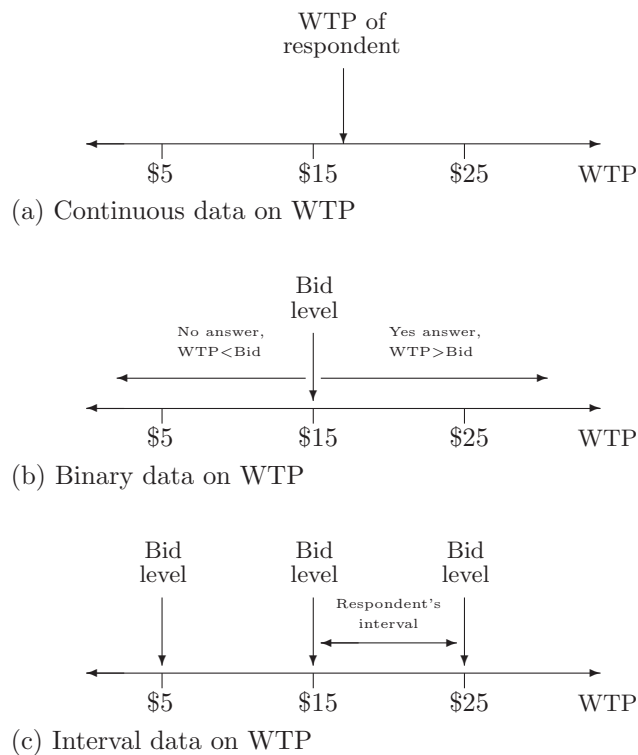 WTP of
respondent
$5
$15
$25
WTP
(a) Continuous data on WTP
Bid
level
No answer,
WTP<Bid
Yes answer,
WTP>Bid
$5
$15
$25
WTP
(b) Binary data on WTP
Bid
level
Bid
level
Bid
level
Respondent's
interval
$5
$15
$25
WTP
(c) Interval data on WTP